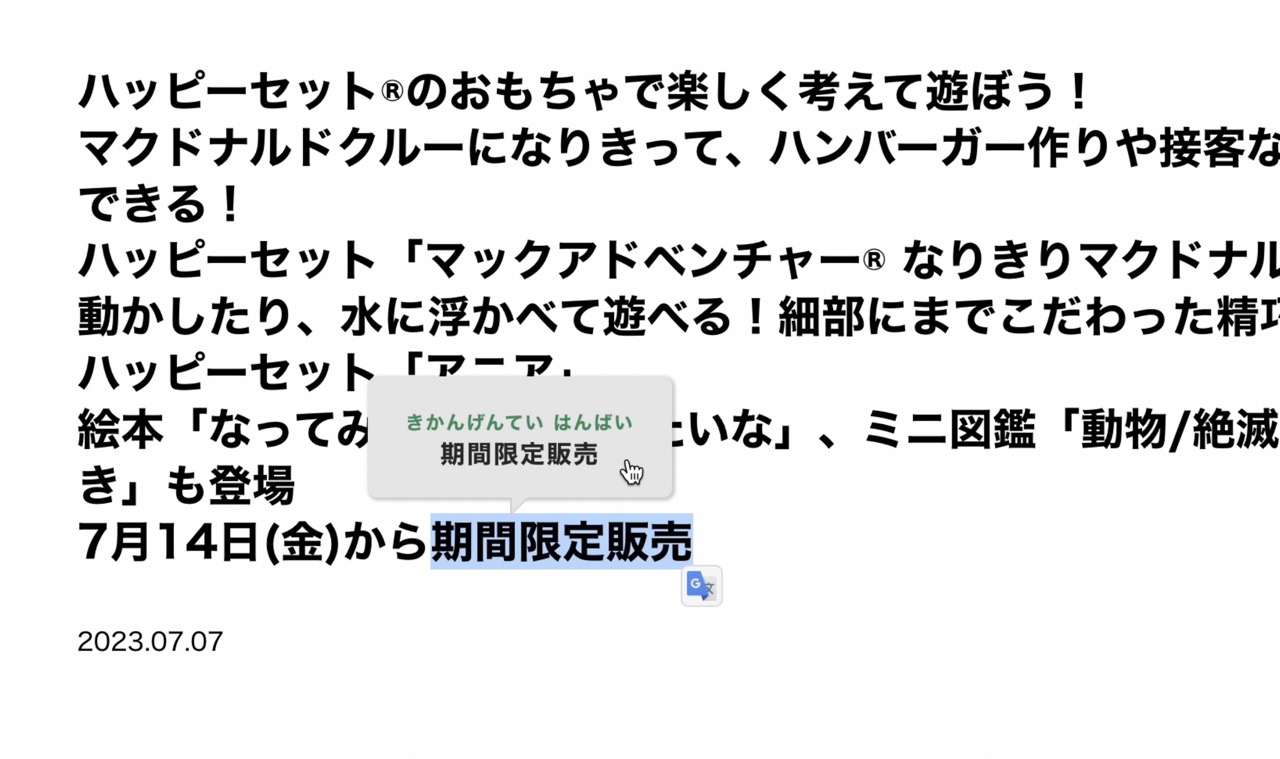 ハッピーセット®のおもちゃで楽しく考えて遊ぼう！
マクドナルドクルーになりきって、ハンバーガー作りや接客な
できる！
ハッピーセット「マックアドベンチャー® なりきりマクドナル
動かしたり、水に浮かべて遊べる！細部にまでこだわった精巧
ハッピーセット「アニア」
きかんげんてい はんばい
期間限定販売
絵本「なってみ たいな」、ミニ図鑑「動物/絶滅
き」も登場
7月14日(金)から期間限定販売
2023.07.07